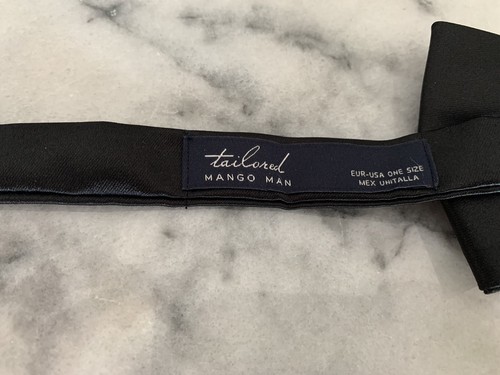 tailored
MANGO MAN
EUR-USA ONE SIZE
MEX UNITALLA